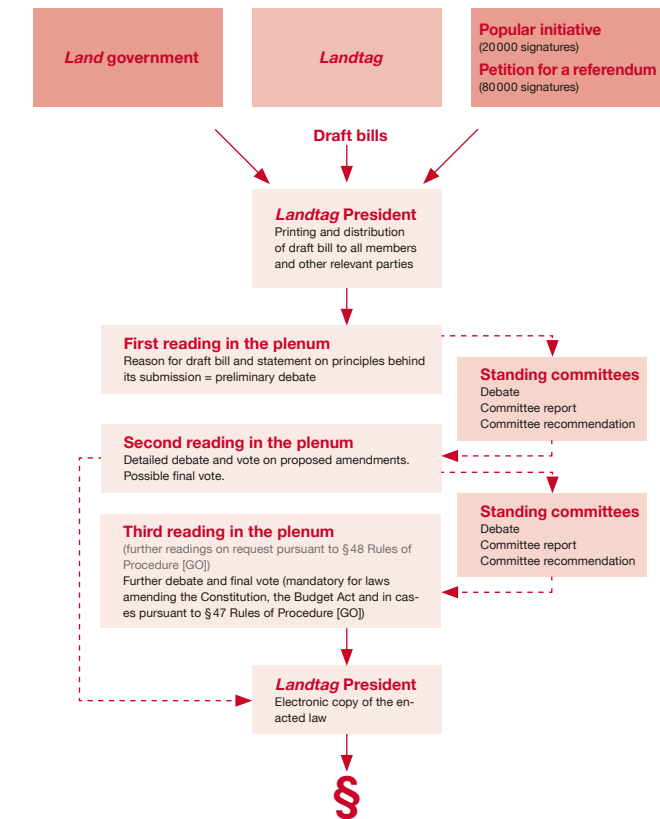 Land government
Landtag
Popular initiative
(20 000 signatures)
Petition for a referendum
(80 000 signatures)
Draft bills
Landtag President
Printing and distribution
of draft bill to all members
and other relevant parties
First reading in the plenum
Reason for draft bill and statement on principles behind
its submission = preliminary debate
Standing committees
Debate
Committee report
Committee recommendation
Second reading in the plenum
Detailed debate and vote on proposed amendments.
Possible final vote.
Standing committees
Debate
Committee report
Committee recommendation
Third reading in the plenum
(further readings on request pursuant to § 48 Rules of
Procedure [GO])
Further debate and final vote (mandatory for laws
amending the Constitution, the Budget Act and in cas-
es pursuant to § 47 Rules of Procedure [GO])
Landtag President
Electronic copy of the en-
acted law
§